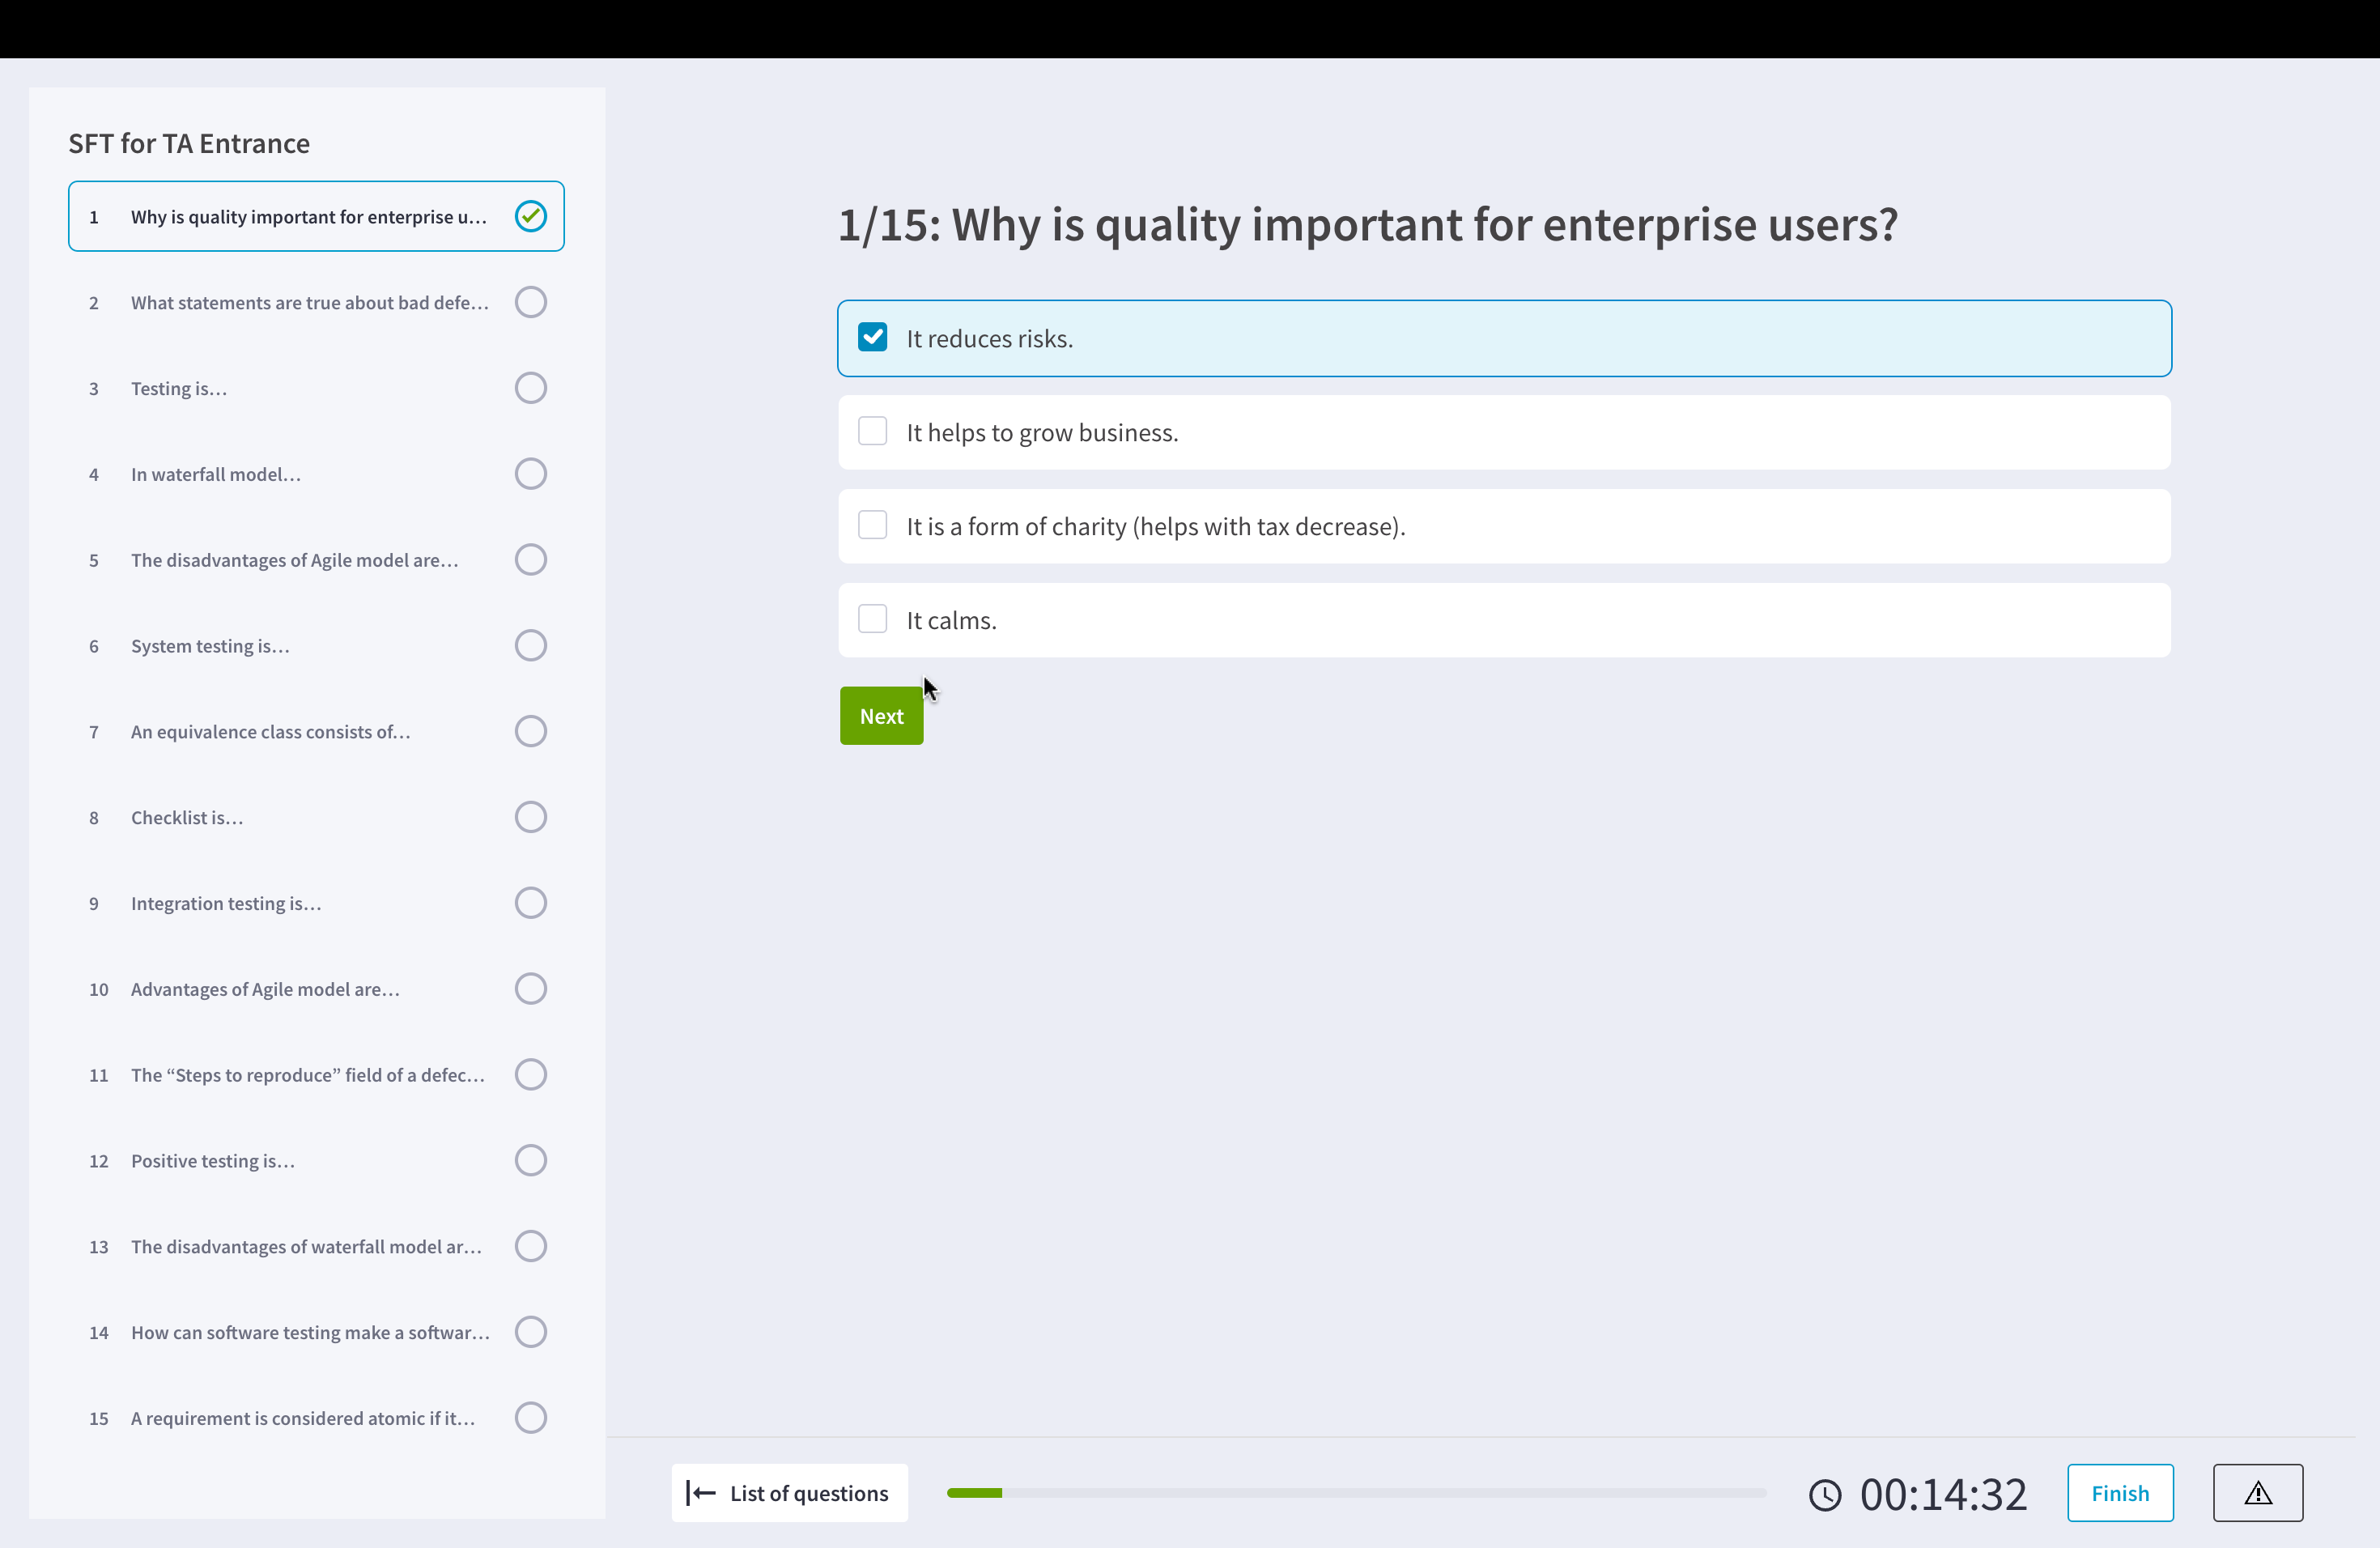 SFT for TA Entrance
1 Why is quality important for enterprise u...
2 What statements are true about bad defe...
3 Testing is...
4 In waterfall model...
5 The disadvantages of Agile model are...
6 System testing is...
7 An equivalence class consists of...
8 Checklist is...
9 Integration testing is...
10 Advantages of Agile model are...
11 The “Steps to reproduce” field of a defec...
12 Positive testing is...
13 The disadvantages of waterfall model ar...
14 How can software testing make a softwar...
15 A requirement is considered atomic if it...
1/15: Why is quality important for enterprise users?
It reduces risks.
It helps to grow business.
It is a form of charity (helps with tax decrease).
It calms.
Next
List of questions
00:14:32
Finish